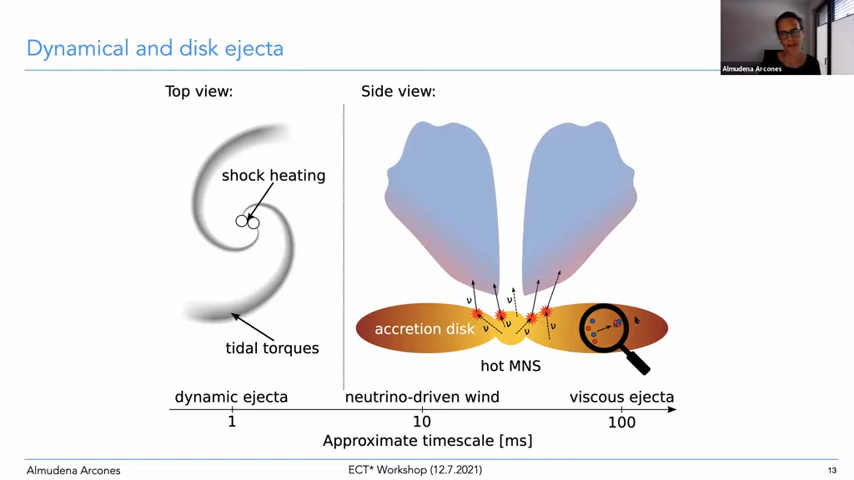 Dynamical and disk ejecta
Almudena Arcones
Top view:
Side view:
shock heating
ν
ν
ν
ν
ν
accretion disk
tidal torques
hot MNS
dynamic ejecta
neutrino-driven wind
viscous ejecta
1
10
100
Approximate timescale [ms]
Almudena Arcones
ECT* Workshop (12.7.2021)
13